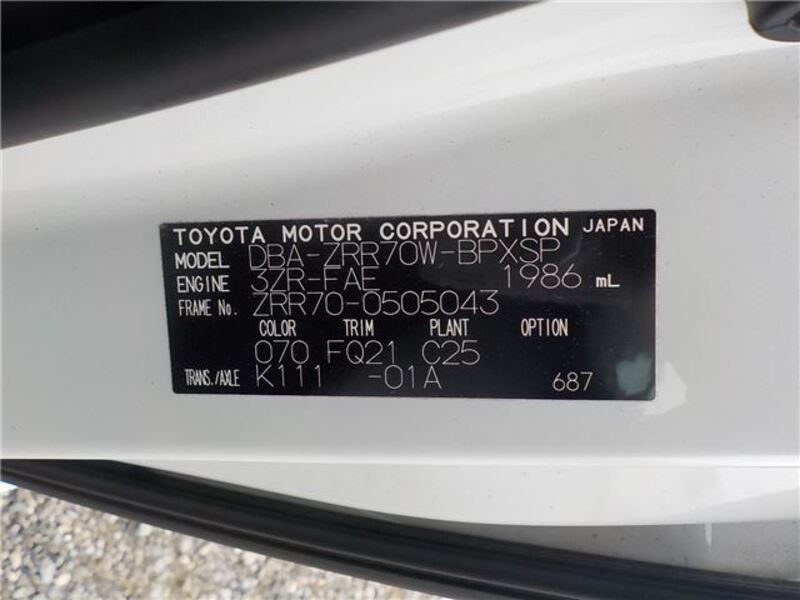 TOYOTA MOTOR CORPORATION JAPAN
MODEL DBA-ZRR70W-BPXSP
ENGINE 3ZR-FAE 1986 mL
FRAME No. ZRR70-0505043
COLOR TRIM PLANT OPTION
070 FQ21 C25
TRANS./AXLE K111 -01A 687